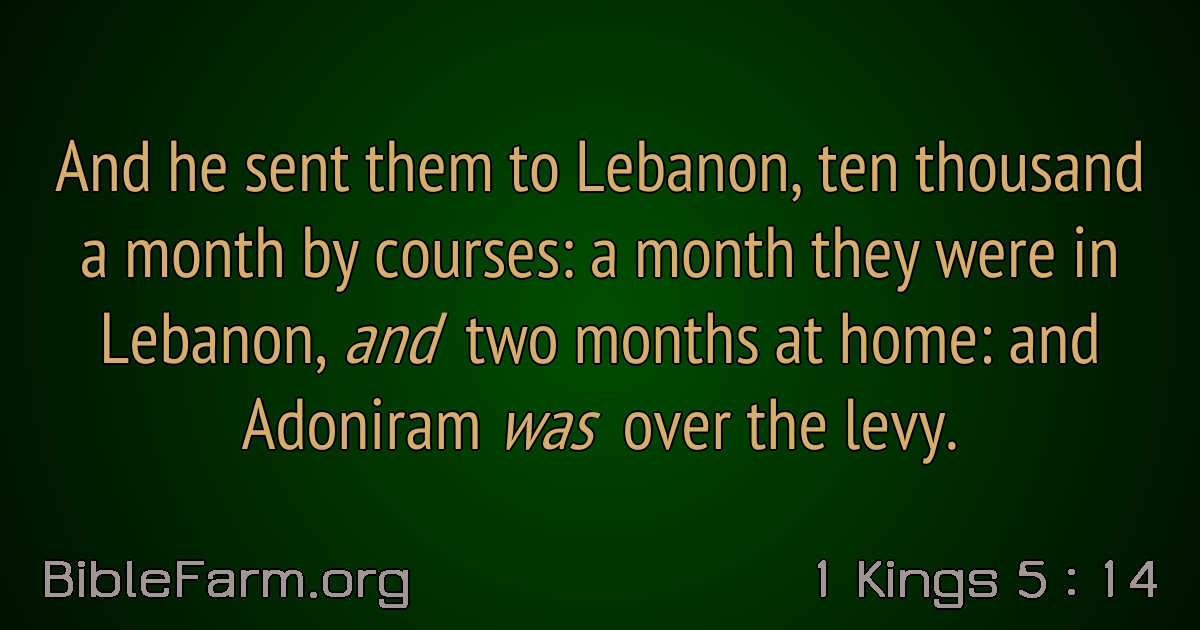 And he sent them to Lebanon, ten thousand
a month by courses: a month they were in
Lebanon, and two months at home: and
Adoniram was over the levy.
BibleFarm.org
1 Kings 5 : 14